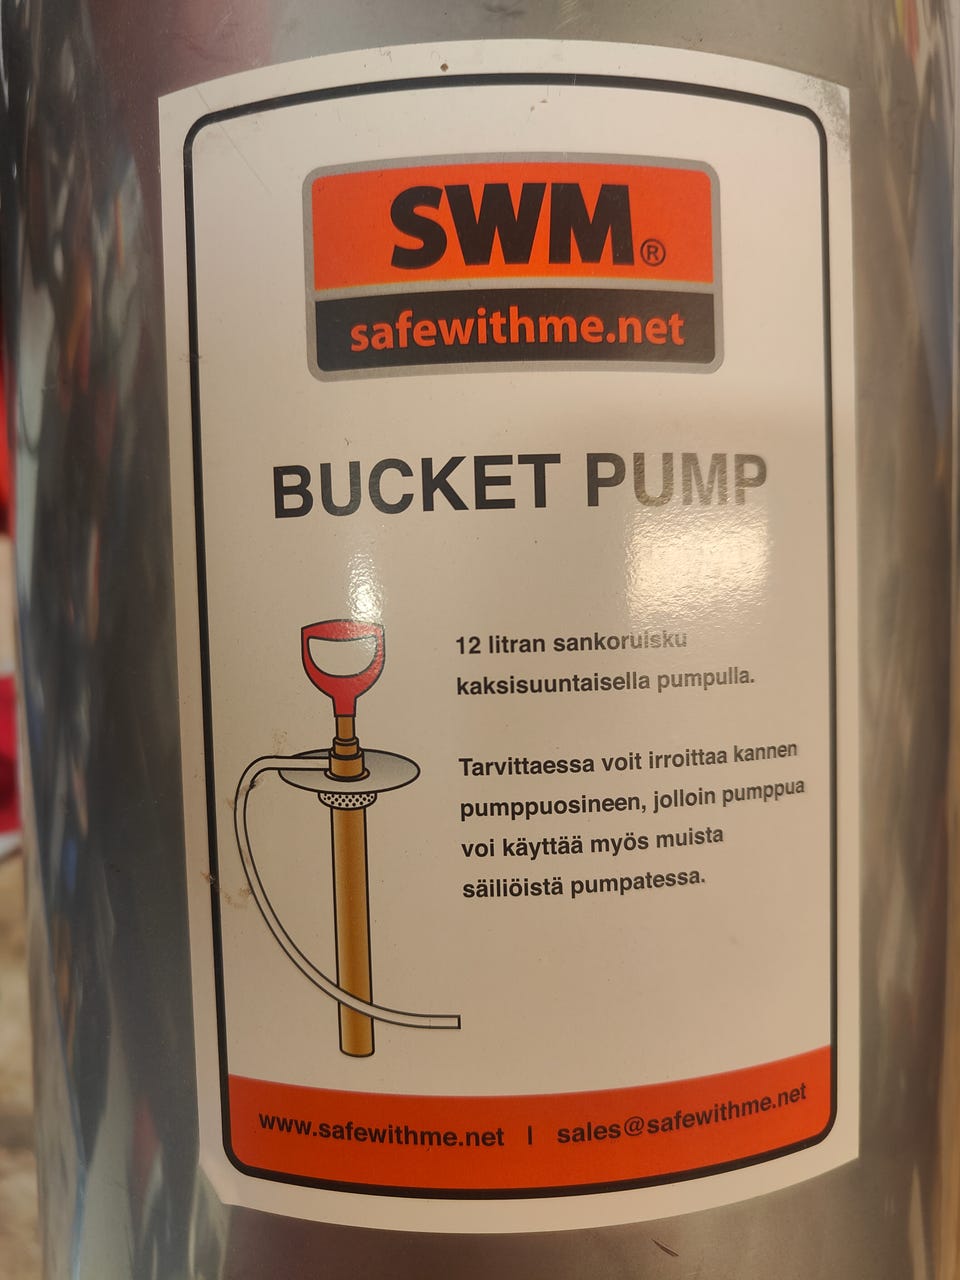 SWM®
safewithme.net
BUCKET PUMP
12 litran sankoruisku
kaksisuuntaisella pumpulla.
Tarvittaessa voit irroittaa kannen
pumppuosineen, jolloin pumppua
voi käyttää myös muista
säiliöistä pumpatessa.
www.safewithme.net | sales@safewithme.net